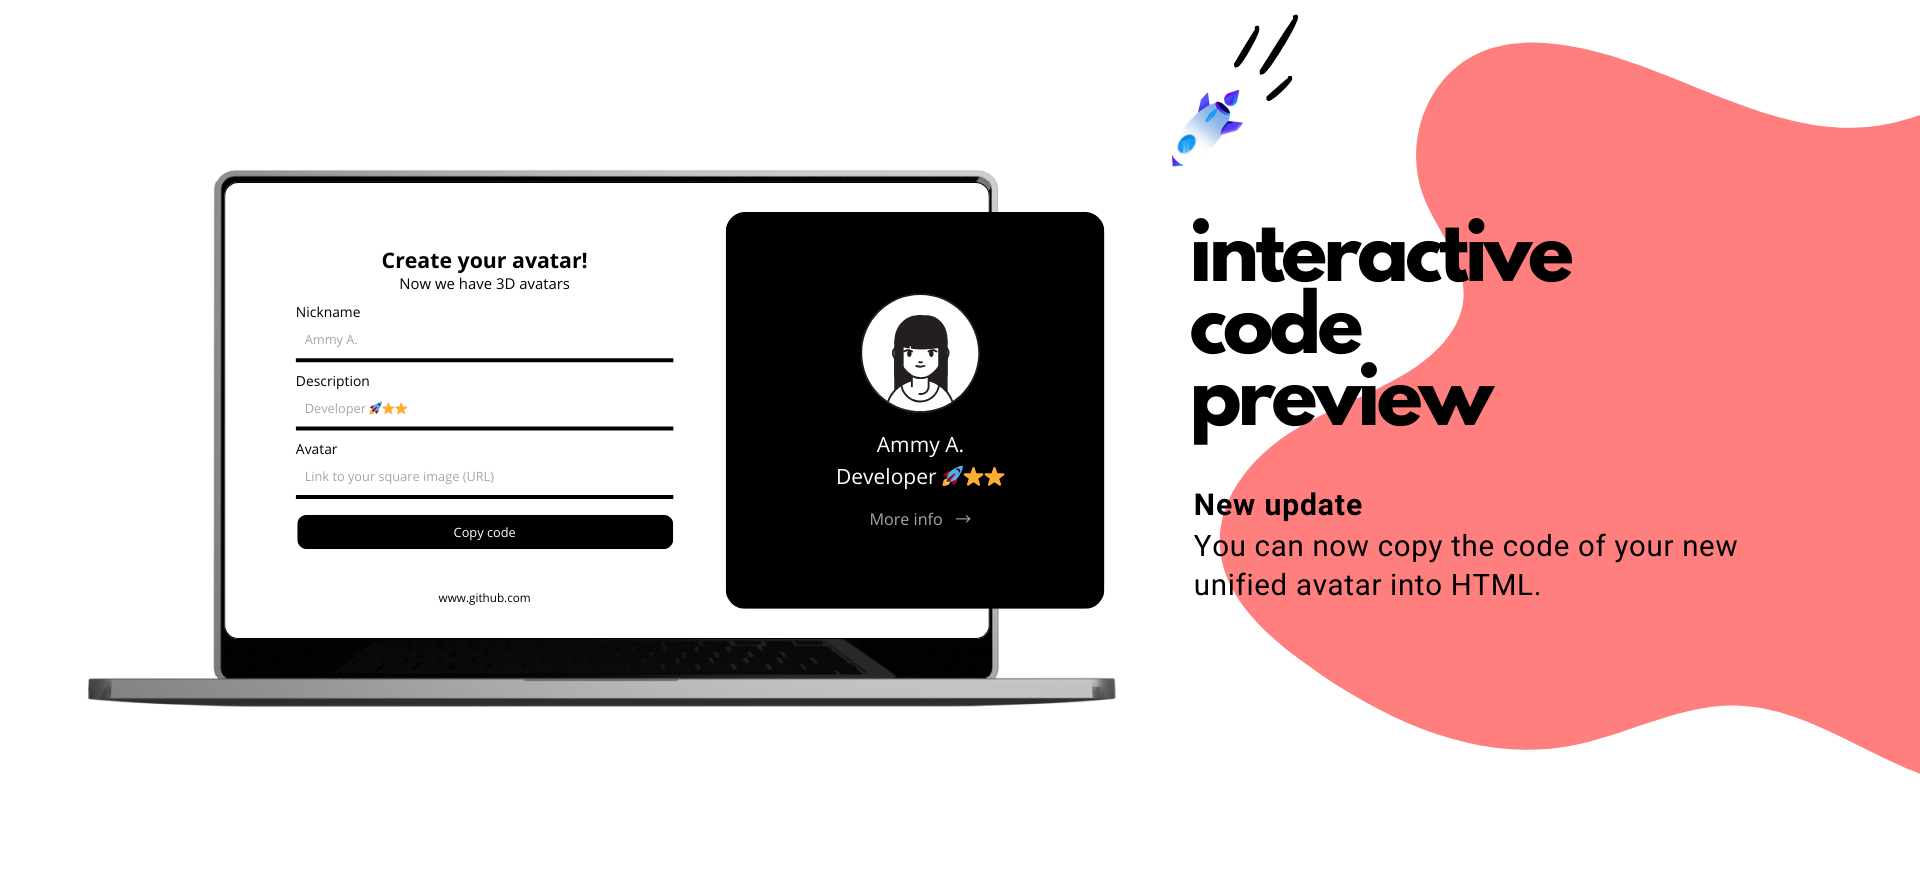 Create your avatar!
Now we have 3D avatars
Nickname
Ammy A.
Description
Developer 🚀⭐⭐
Avatar
Link to your square image (URL)
Copy code
www.github.com
Ammy A.
Developer 🚀⭐⭐
More info →
interactive
code
preview
New update
You can now copy the code of your new
unified avatar into HTML.